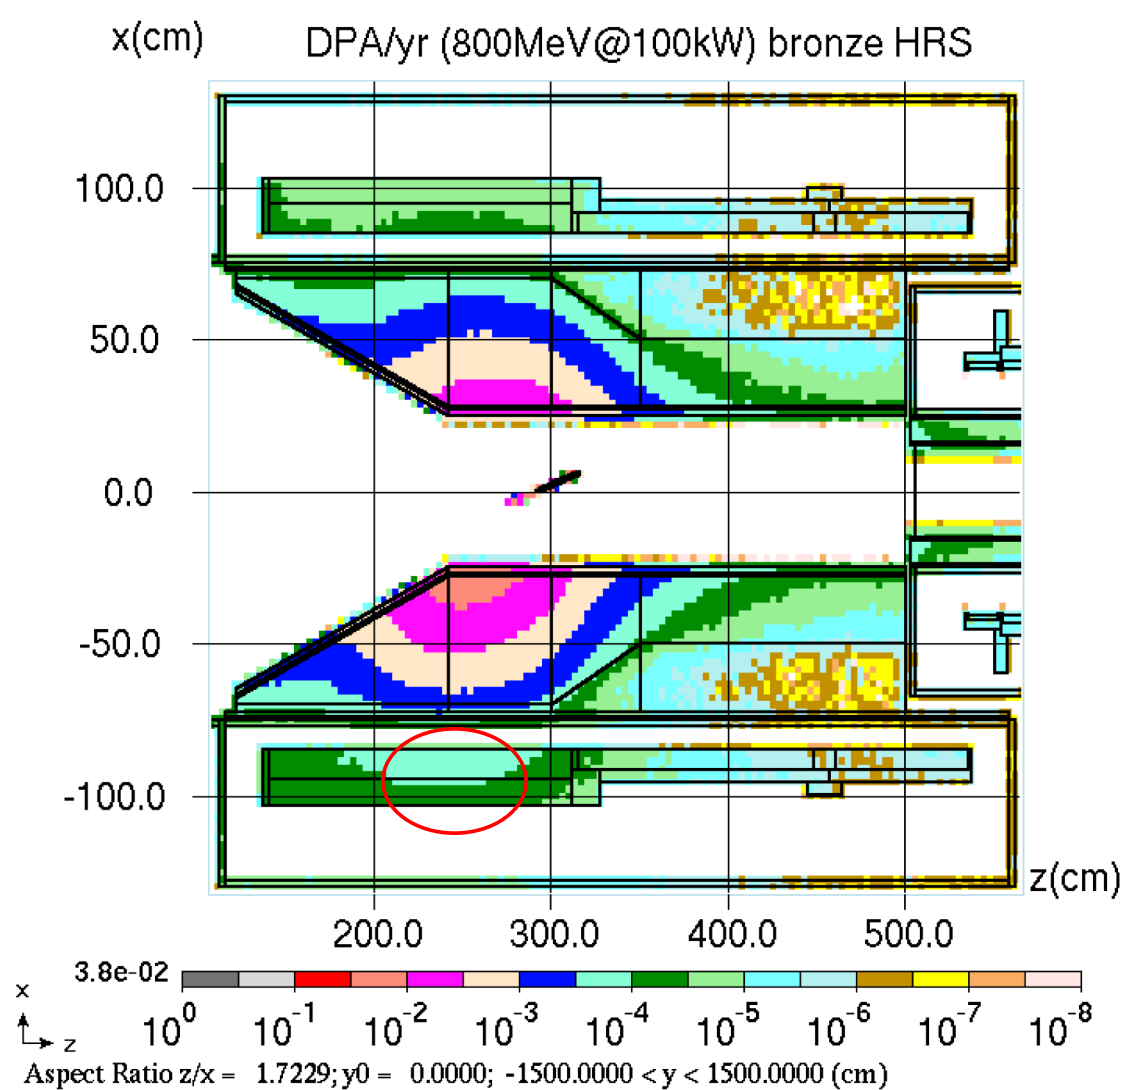 x(cm) DPA/yr (800MeV@100kW) bronze HRS
100.0
50.0
0.0
-50.0
-100.0
z(cm)
200.0 300.0 400.0 500.0
3.8e-02
10^0 10^-1 10^-2 10^-3 10^-4 10^-5 10^-6 10^-7 10^-8
x
z
Aspect Ratio z/x = 1.7229; y0 = 0.0000; -1500.0000 < y < 1500.0000 (cm)